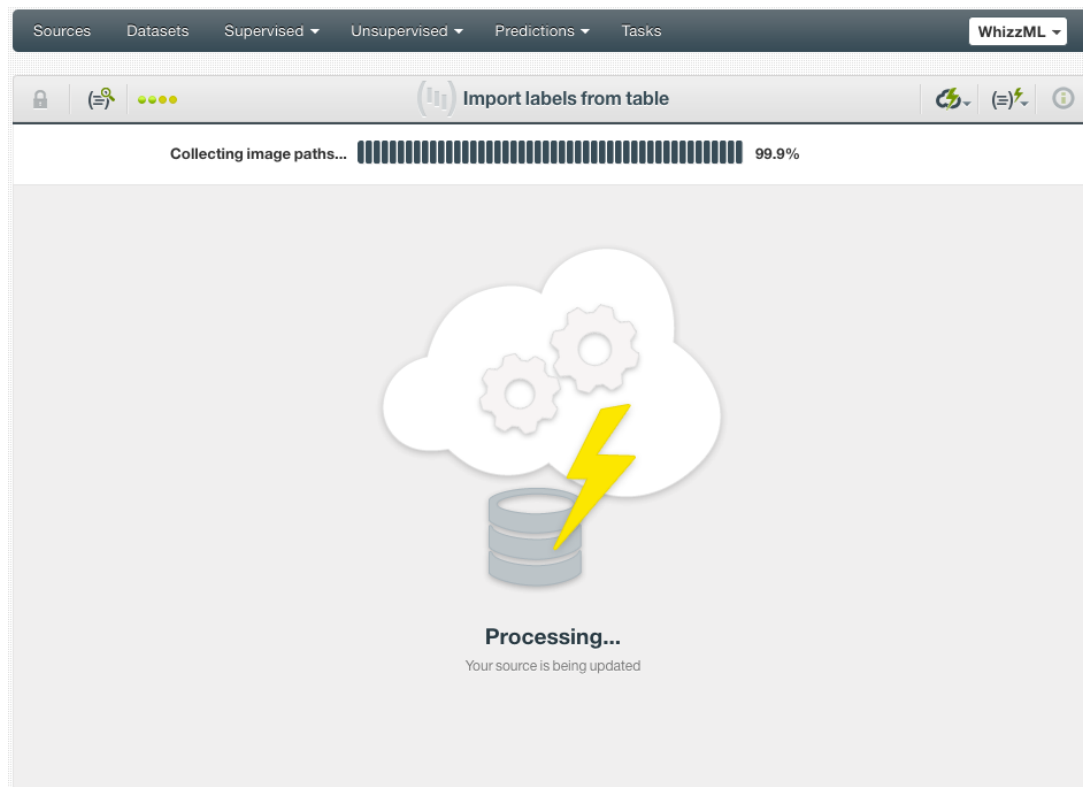 Sources Datasets Supervised Unsupervised Predictions Tasks WhizzML
Import labels from table
Collecting image paths... 99.9%
Processing...
Your source is being updated